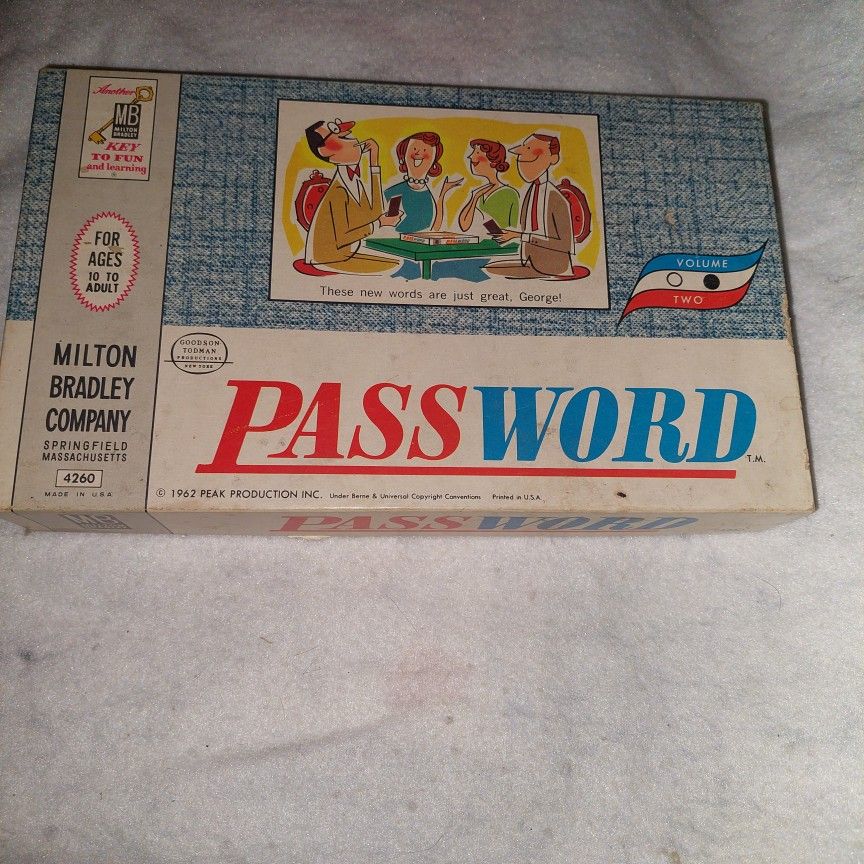 Another
MB
MILTON
BRADLEY
KEY
TO FUN
and learning
®
FOR
AGES
10 TO
ADULT
MILTON
BRADLEY
COMPANY
SPRINGFIELD
MASSACHUSETTS
4260
MADE IN U.S.A.
These new words are just great, George!
VOLUME
TWO
GOODSON
TODMAN
PRODUCTIONS
NEW YORK
PASSWORD
T.M.
© 1962 PEAK PRODUCTION INC. Under Berne & Universal Copyright Conventions Printed in U.S.A.
MB
PASSWORD